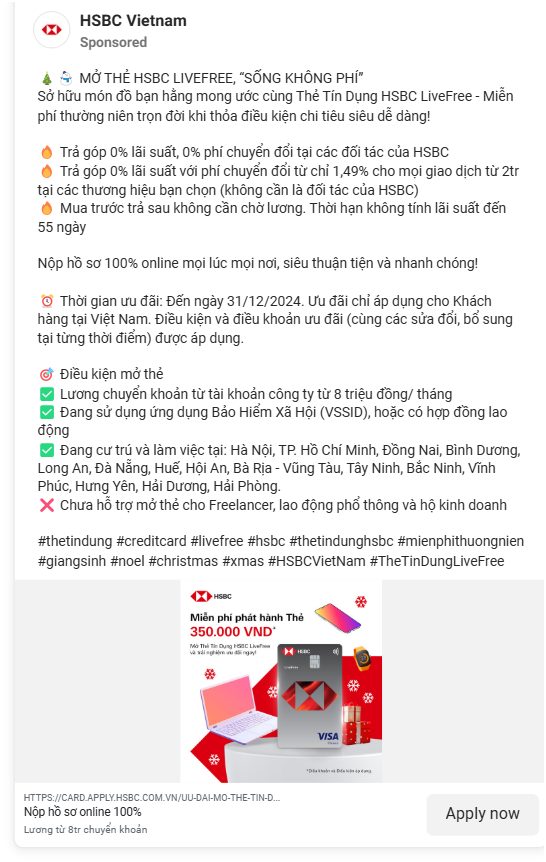 HSBC Vietnam
Sponsored
🎄 ⛄ MỞ THẺ HSBC LIVEFREE, “SỐNG KHÔNG PHÍ”
Sở hữu món đồ bạn hằng mong ước cùng Thẻ Tín Dụng HSBC LiveFree - Miễn
phí thường niên trọn đời khi thỏa điều kiện chi tiêu siêu dễ dàng!
🔥 Trả góp 0% lãi suất, 0% phí chuyển đổi tại các đối tác của HSBC
🔥 Trả góp 0% lãi suất với phí chuyển đổi từ chỉ 1,49% cho mọi giao dịch từ 2tr
tại các thương hiệu bạn chọn (không cần là đối tác của HSBC)
🔥 Mua trước trả sau không cần chờ lương. Thời hạn không tính lãi suất đến
55 ngày
Nộp hồ sơ 100% online mọi lúc mọi nơi, siêu thuận tiện và nhanh chóng!
⏰ Thời gian ưu đãi: Đến ngày 31/12/2024. Ưu đãi chỉ áp dụng cho Khách
hàng tại Việt Nam. Điều kiện và điều khoản ưu đãi (cùng các sửa đổi, bổ sung
tại từng thời điểm) được áp dụng.
🎯 Điều kiện mở thẻ
✅ Lương chuyển khoản từ tài khoản công ty từ 8 triệu đồng/ tháng
✅ Đang sử dụng ứng dụng Bảo Hiểm Xã Hội (VSSID), hoặc có hợp đồng lao
động
✅ Đang cư trú và làm việc tại: Hà Nội, TP. Hồ Chí Minh, Đồng Nai, Bình Dương,
Long An, Đà Nẵng, Huế, Hội An, Bà Rịa - Vũng Tàu, Tây Ninh, Bắc Ninh, Vĩnh
Phúc, Hưng Yên, Hải Dương, Hải Phòng.
❌ Chưa hỗ trợ mở thẻ cho Freelancer, lao động phổ thông và hộ kinh doanh
#thetindung #creditcard #livefree #hsbc #thetindunghsbc #mienphithuongnien
#giangsinh #noel #christmas #xmas #HSBCVietNam #TheTinDungLiveFree
HSBC
Miễn phí phát hành Thẻ
350.000 VND*
Mở Thẻ Tín Dụng HSBC LiveFree
và trải nghiệm ưu đãi ngay!
HSBC
LiveFree
VISA
*Điều khoản và Điều kiện áp dụng
HTTPS://CARD.APPLY.HSBC.COM.VN/UU-DAI-MO-THE-TIN-D...
Nộp hồ sơ online 100%
Lương từ 8tr chuyển khoản
Apply now